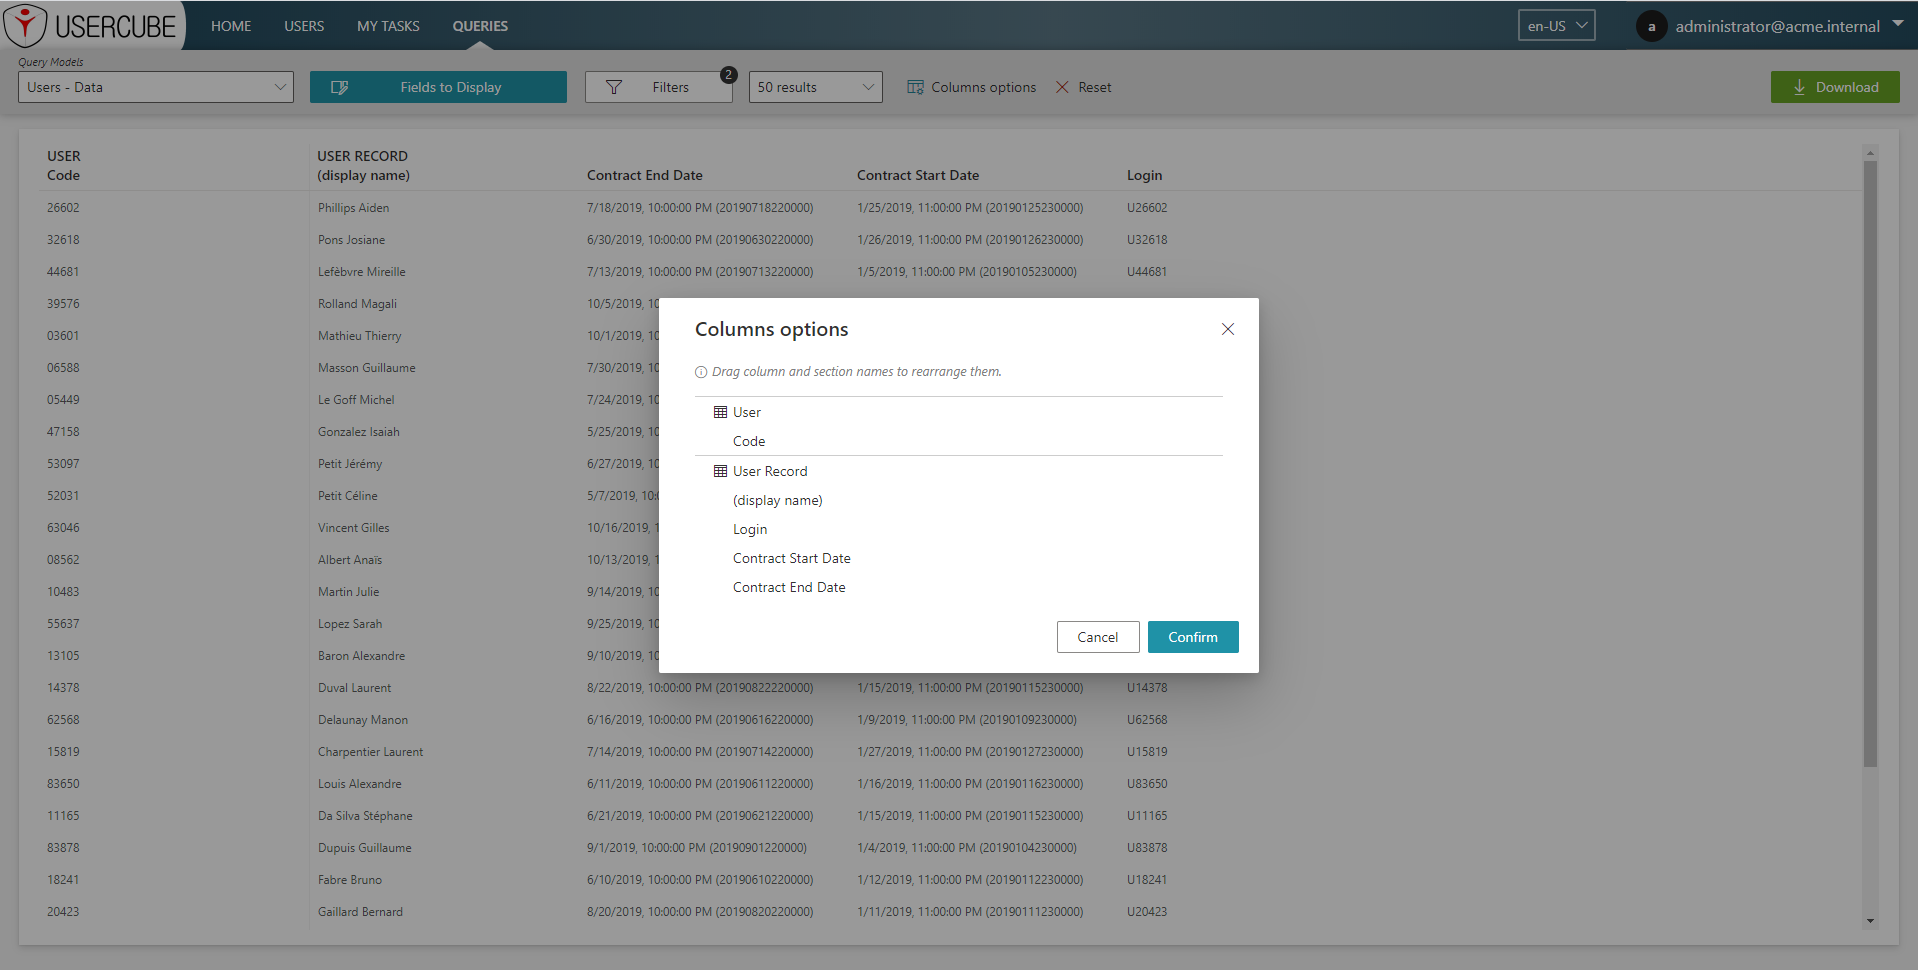 USERCUBE HOME USERS MY TASKS QUERIES en-US a administrator@acme.internal
Query Models
Users - Data Fields to Display Filters 2 50 results Columns options Reset Download
USER USER RECORD
Code (display name) Contract End Date Contract Start Date Login
26602 Phillips Aiden 7/18/2019, 10:00:00 PM (20190718220000) 1/25/2019, 11:00:00 PM (20190125230000) U26602
32618 Pons Josiane 6/30/2019, 10:00:00 PM (20190630220000) 1/26/2019, 11:00:00 PM (20190126230000) U32618
44681 Lefèbvre Mireille 7/13/2019, 10:00:00 PM (20190713220000) 1/5/2019, 11:00:00 PM (20190105230000) U44681
39576 Rolland Magali 10/5/2019, 10
03601 Mathieu Thierry 10/1/2019, 10
06588 Masson Guillaume 7/30/2019, 10
05449 Le Goff Michel 7/24/2019, 10
47158 Gonzalez Isaiah 5/25/2019, 10
53097 Petit Jérémy 6/27/2019, 10
52031 Petit Céline 5/7/2019, 10:
63046 Vincent Gilles 10/16/2019, 1
08562 Albert Anaïs 10/13/2019, 1
10483 Martin Julie 9/14/2019, 10
55637 Lopez Sarah 9/25/2019, 10
13105 Baron Alexandre 9/10/2019, 10
14378 Duval Laurent 8/22/2019, 10:00:00 PM (20190822220000) 1/15/2019, 11:00:00 PM (20190115230000) U14378
62568 Delaunay Manon 6/16/2019, 10:00:00 PM (20190616220000) 1/9/2019, 11:00:00 PM (20190109230000) U62568
15819 Charpentier Laurent 7/14/2019, 10:00:00 PM (20190714220000) 1/27/2019, 11:00:00 PM (20190127230000) U15819
83650 Louis Alexandre 6/11/2019, 10:00:00 PM (20190611220000) 1/16/2019, 11:00:00 PM (20190116230000) U83650
11165 Da Silva Stéphane 6/21/2019, 10:00:00 PM (20190621220000) 1/15/2019, 11:00:00 PM (20190115230000) U11165
83878 Dupuis Guillaume 9/1/2019, 10:00:00 PM (20190901220000) 1/4/2019, 11:00:00 PM (20190104230000) U83878
18241 Fabre Bruno 6/10/2019, 10:00:00 PM (20190610220000) 1/12/2019, 11:00:00 PM (20190112230000) U18241
20423 Gaillard Bernard 8/20/2019, 10:00:00 PM (20190820220000) 1/11/2019, 11:00:00 PM (20190111230000) U20423
Columns options
Drag column and section names to rearrange them.
User
Code
User Record
(display name)
Login
Contract Start Date
Contract End Date
Cancel Confirm